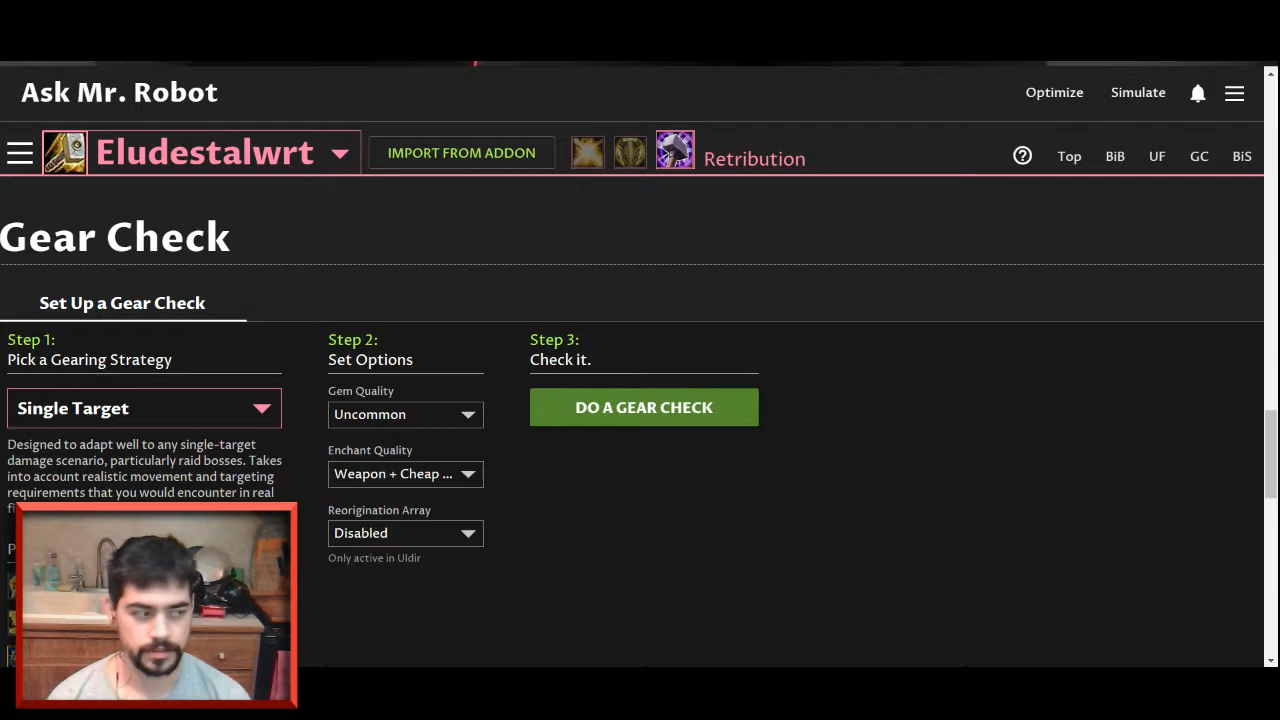 Ask Mr. Robot
Optimize
Simulate
Eludestalwrt
IMPORT FROM ADDON
Retribution
Top
BiB
UF
GC
BiS
Gear Check
Set Up a Gear Check
Step 1:
Pick a Gearing Strategy
Single Target
Designed to adapt well to any single-target
damage scenario, particularly raid bosses. Takes
into account realistic movement and targeting
requirements that you would encounter in real
Step 2:
Set Options
Gem Quality
Uncommon
Enchant Quality
Weapon + Cheap ...
Reorigination Array
Disabled
Only active in Uldir
Step 3:
Check it.
DO A GEAR CHECK